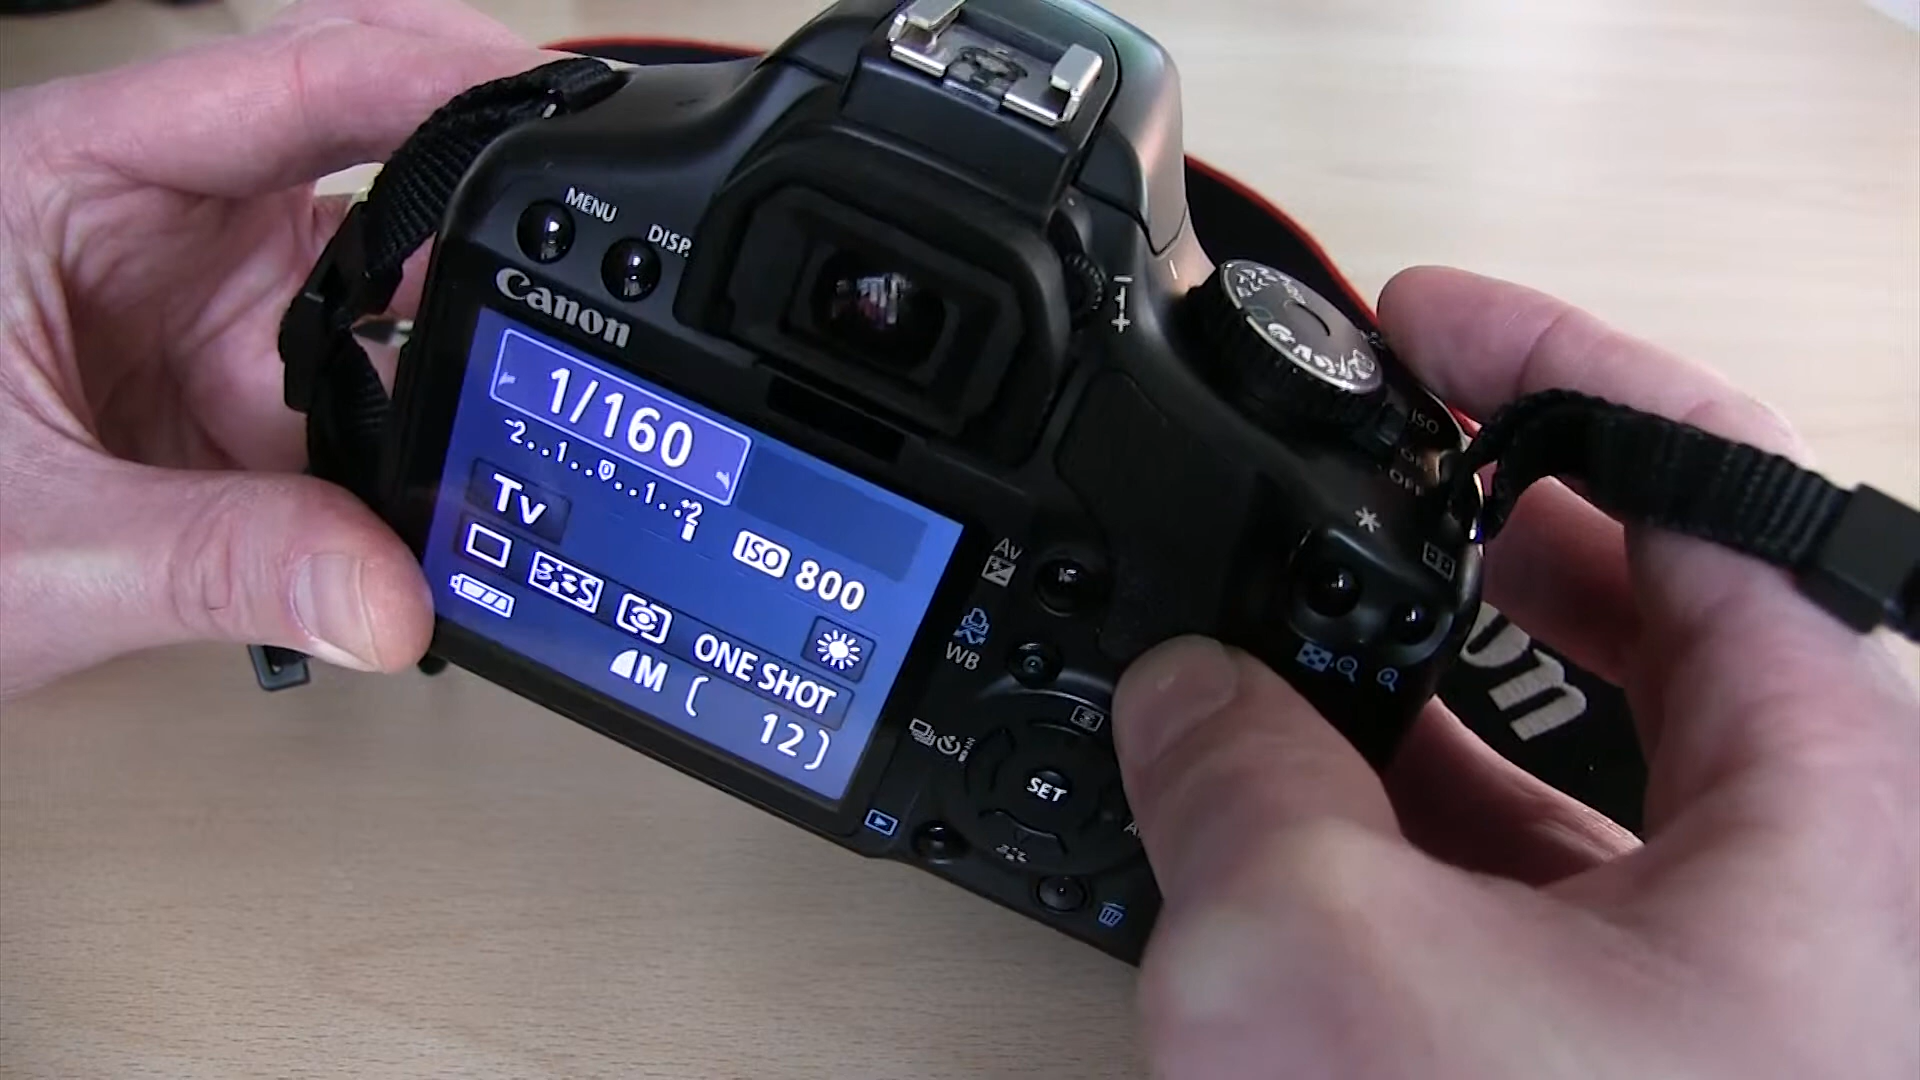 MENU
DISP.
Canon
1/160
-2..1..0..1..+2
Tv
ISO 800
S
ONE SHOT
M [ 12]
Av
WB
SET
ISO
OFF
*